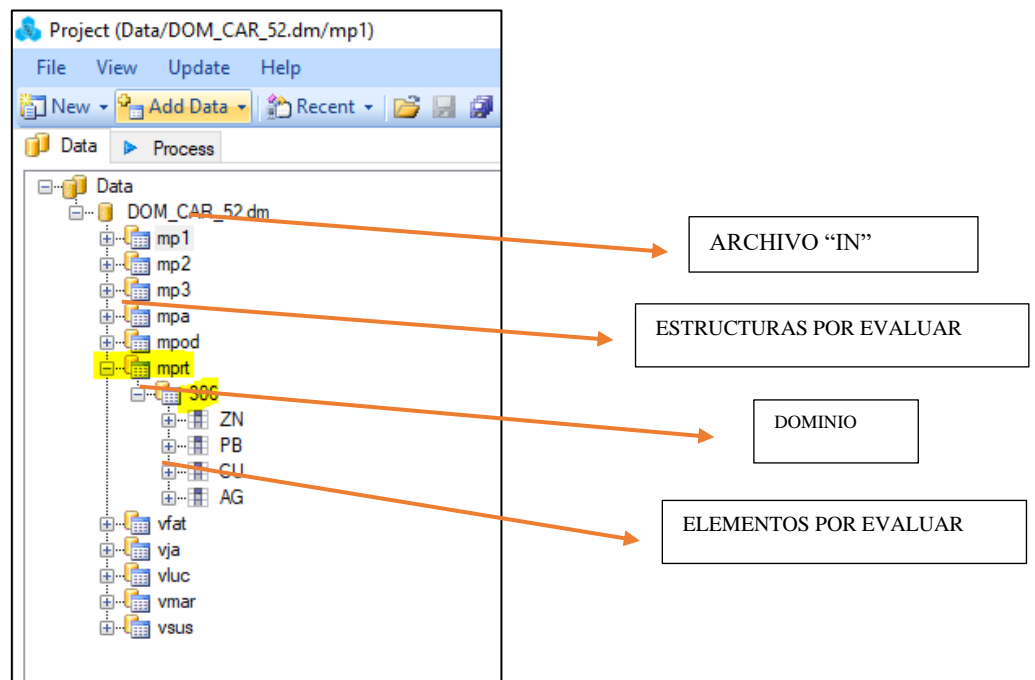 Project (Data/DOM_CAR_52.dm/mp1)
File View Update Help
New Add Data Recent
Data Process
Data
DOM_CAR_52.dm
mp1
mp2
mp3
mpa
mpod
mprt
306
ZN
PB
CU
AG
vfat
vja
vluc
vmar
vsus
ARCHIVO “IN”
ESTRUCTURAS POR EVALUAR
DOMINIO
ELEMENTOS POR EVALUAR